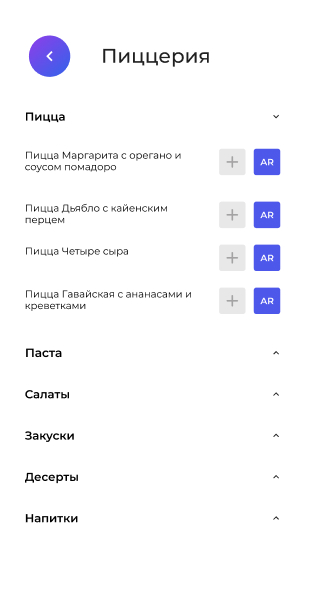 Пиццерия
Пицца
Пицца Маргарита с орегано и
соусом помадоро
AR
Пицца Дьябло с кайенским
перцем
AR
Пицца Четыре сыра
AR
Пицца Гавайская с ананасами и
креветками
AR
Паста
Салаты
Закуски
Десерты
Напитки